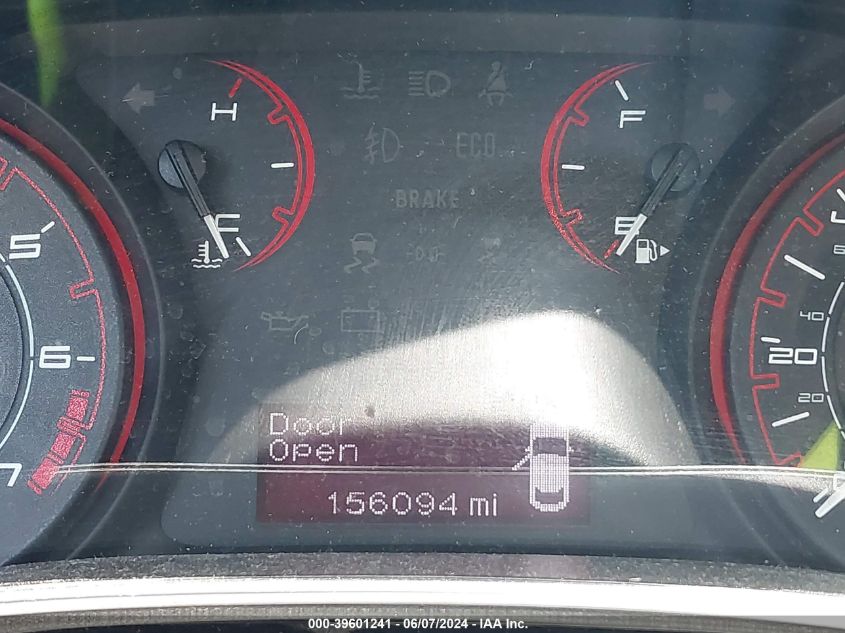 H
F
ECO
BRAKE
C
E
5
6
7
40
20
20
Door
Open
156094 mi
000-39601241 - 06/07/2024 - IAA Inc.